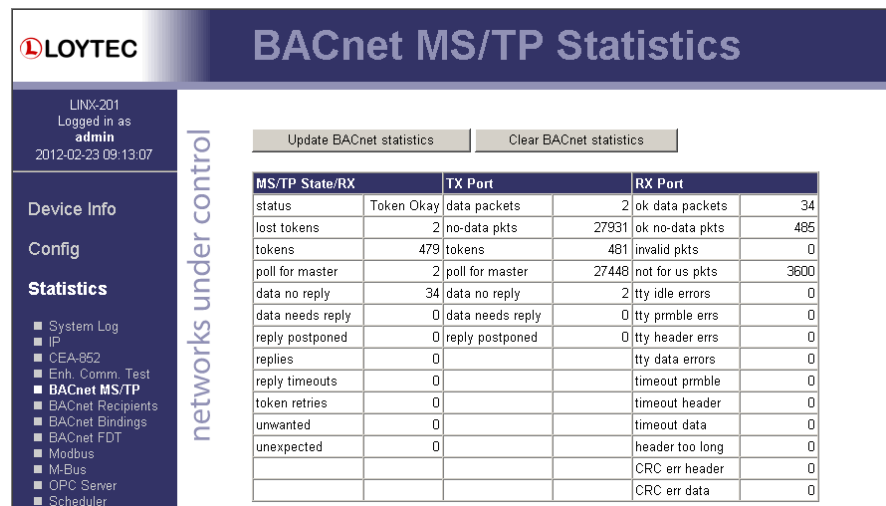 LOYTEC
BACnet MS/TP Statistics
LINX-201
Logged in as
admin
2012-02-23 09:13:07
Device Info
Config
Statistics
System Log
IP
CEA-852
Enh. Comm. Test
BACnet MS/TP
BACnet Recipients
BACnet Bindings
BACnet FDT
Modbus
M-Bus
OPC Server
Scheduler
networks under control
Update BACnet statistics Clear BACnet statistics
MS/TP State/RX TX Port RX Port
status Token Okay data packets 2 ok data packets 34
lost tokens 2 no-data pkts 27931 ok no-data pkts 485
tokens 479 tokens 481 invalid pkts 0
poll for master 2 poll for master 27448 not for us pkts 3600
data no reply 34 data no reply 2 tty idle errors 0
data needs reply 0 data needs reply 0 tty prmble errs 0
reply postponed 0 reply postponed 0 tty header errs 0
replies 0 tty data errors 0
reply timeouts 0 timeout prmble 0
token retries 0 timeout header 0
unwanted 0 timeout data 0
unexpected 0 header too long 0
CRC err header 0
CRC err data 0